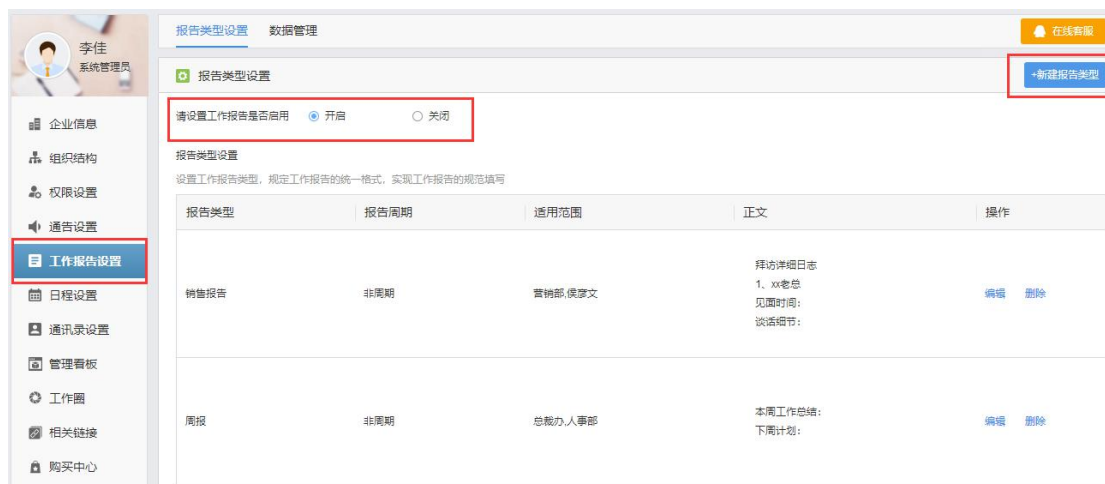 李佳
系统管理员
企业信息
组织结构
权限设置
通告设置
工作报告设置
日程设置
通讯录设置
管理看板
工作圈
相关链接
购买中心
报告类型设置 数据管理
在线客服
报告类型设置
+新建报告类型
请设置工作报告是否启用 开启 关闭
报告类型设置
设置工作报告类型，规定工作报告的统一格式，实现工作报告的规范填写
报告类型 报告周期 适用范围 正文 操作
拜访详细日志
1、xx老总
销售报告 非周期 营销部,侯彦文 编辑 删除
见面时间：
谈话细节：
本周工作总结：
周报 非周期 总裁办,人事部 编辑 删除
下周计划：